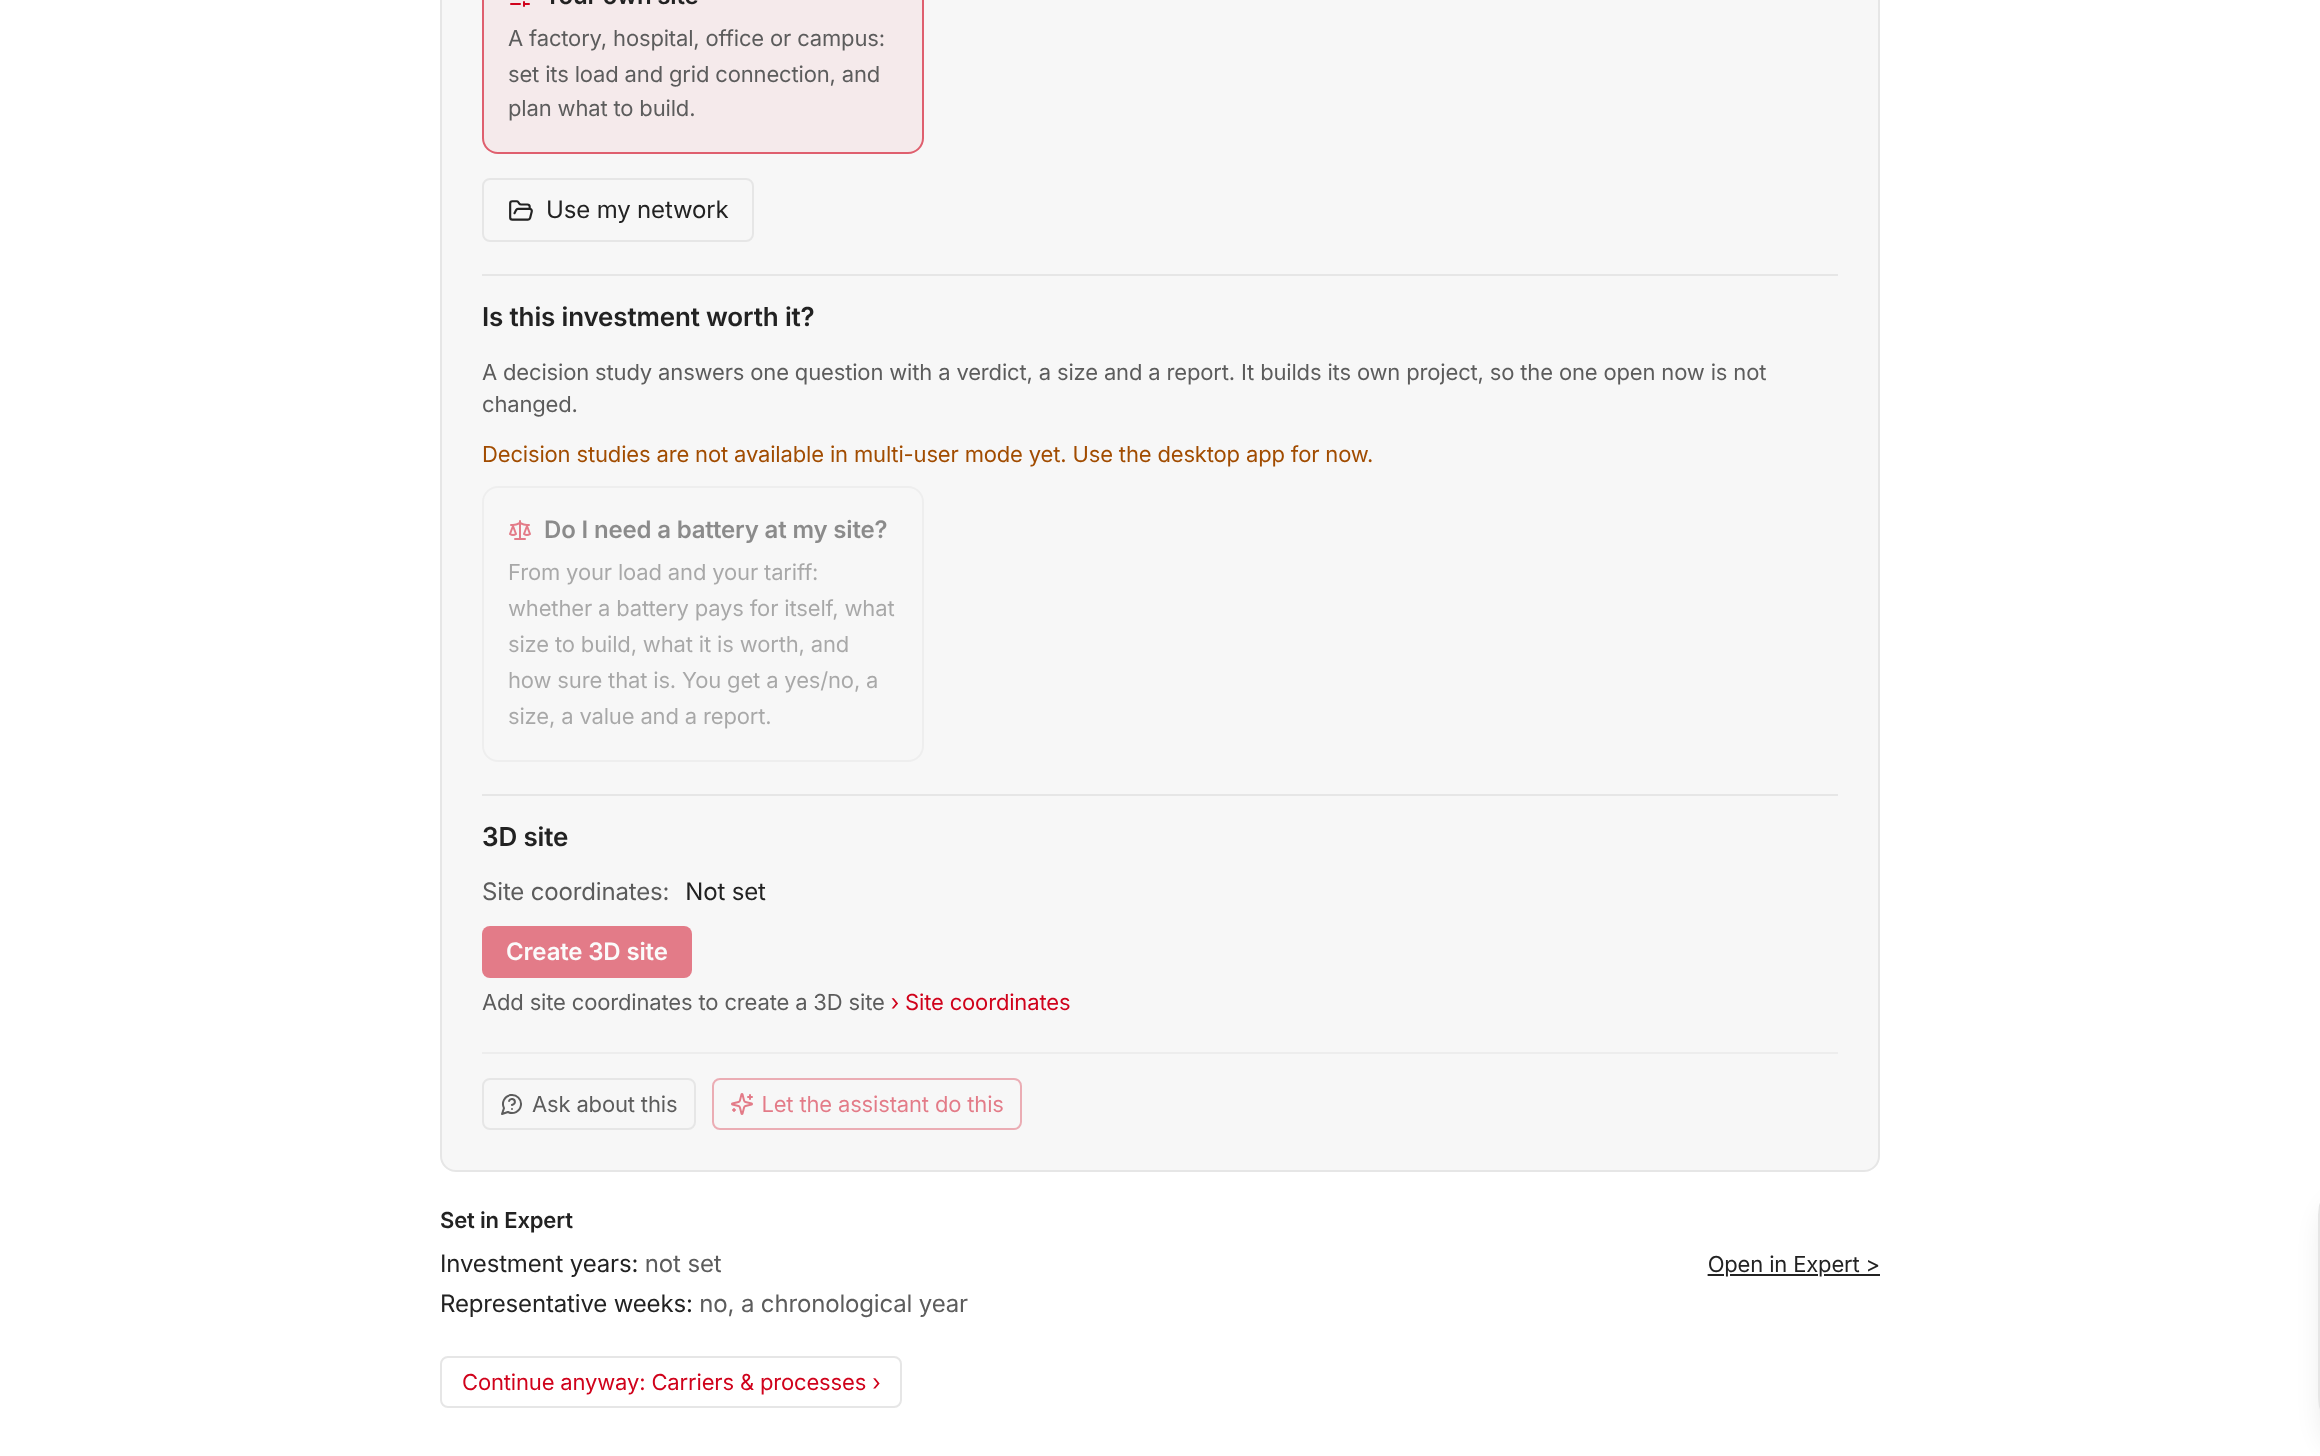 Your own site
A factory, hospital, office or campus:
set its load and grid connection, and
plan what to build.
Use my network
Is this investment worth it?
A decision study answers one question with a verdict, a size and a report. It builds its own project, so the one open now is not
changed.
Decision studies are not available in multi-user mode yet. Use the desktop app for now.
Do I need a battery at my site?
From your load and your tariff:
whether a battery pays for itself, what
size to build, what it is worth, and
how sure that is. You get a yes/no, a
size, a value and a report.
3D site
Site coordinates: Not set
Create 3D site
Add site coordinates to create a 3D site › Site coordinates
Ask about this
Let the assistant do this
Set in Expert
Investment years: not set
Open in Expert >
Representative weeks: no, a chronological year
Continue anyway: Carriers & processes ›